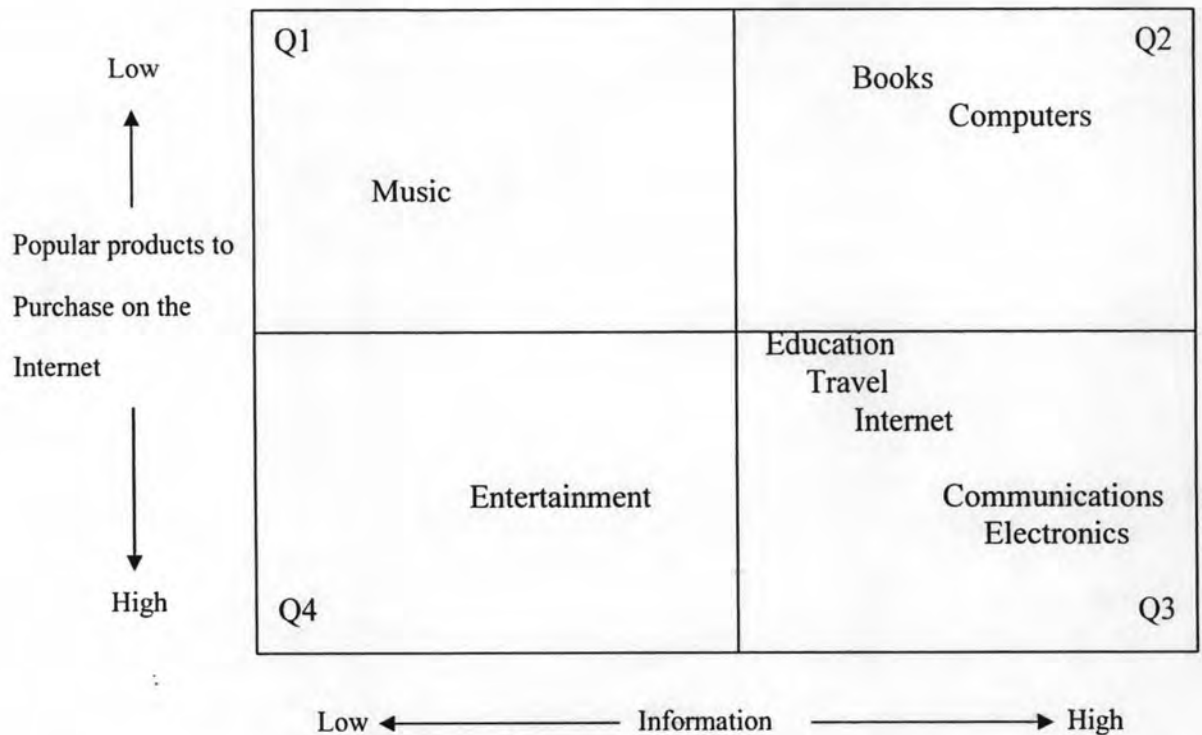 Q1
Q2
Low
Books
Computers
Music
Popular products to
Purchase on the
Internet
Education
Travel
Internet
Entertainment
Communications
Electronics
High
Q4
Q3
Low
Information
High